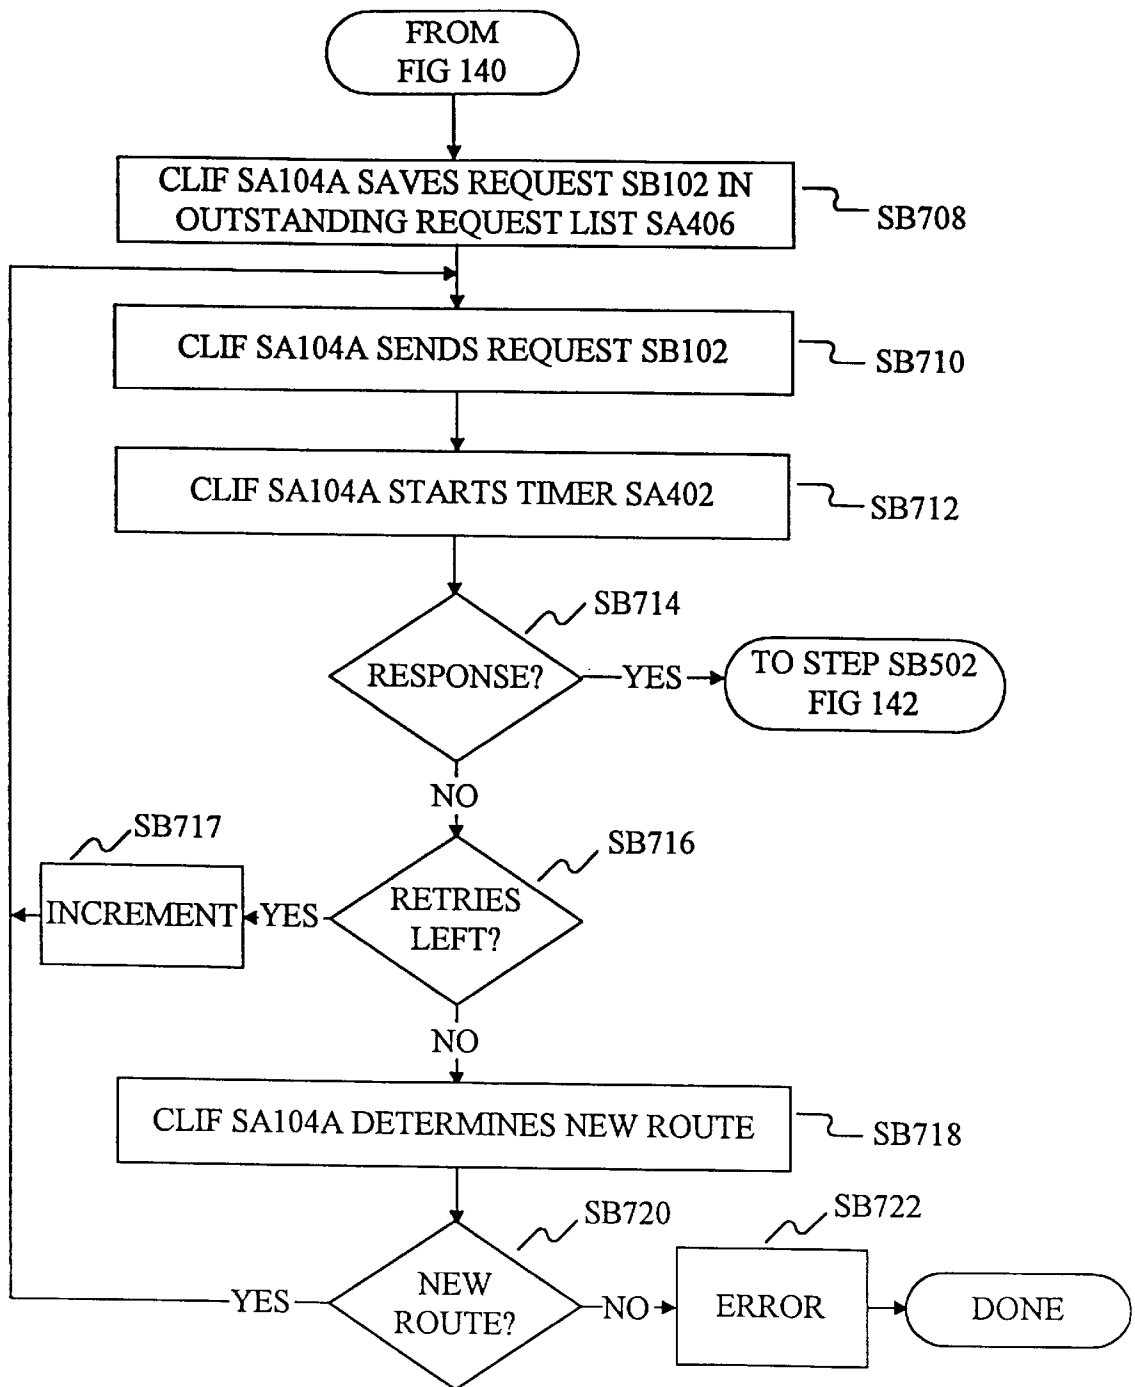 FROM
FIG 140
CLIF SA104A SAVES REQUEST SB102 IN
OUTSTANDING REQUEST LIST SA406
SB708
CLIF SA104A SENDS REQUEST SB102
SB710
CLIF SA104A STARTS TIMER SA402
SB712
SB714
RESPONSE?
YES
TO STEP SB502
FIG 142
NO
SB717
SB716
INCREMENT
YES
RETRIES
LEFT?
NO
CLIF SA104A DETERMINES NEW ROUTE
SB718
SB720
SB722
YES
NEW
ROUTE?
NO
ERROR
DONE